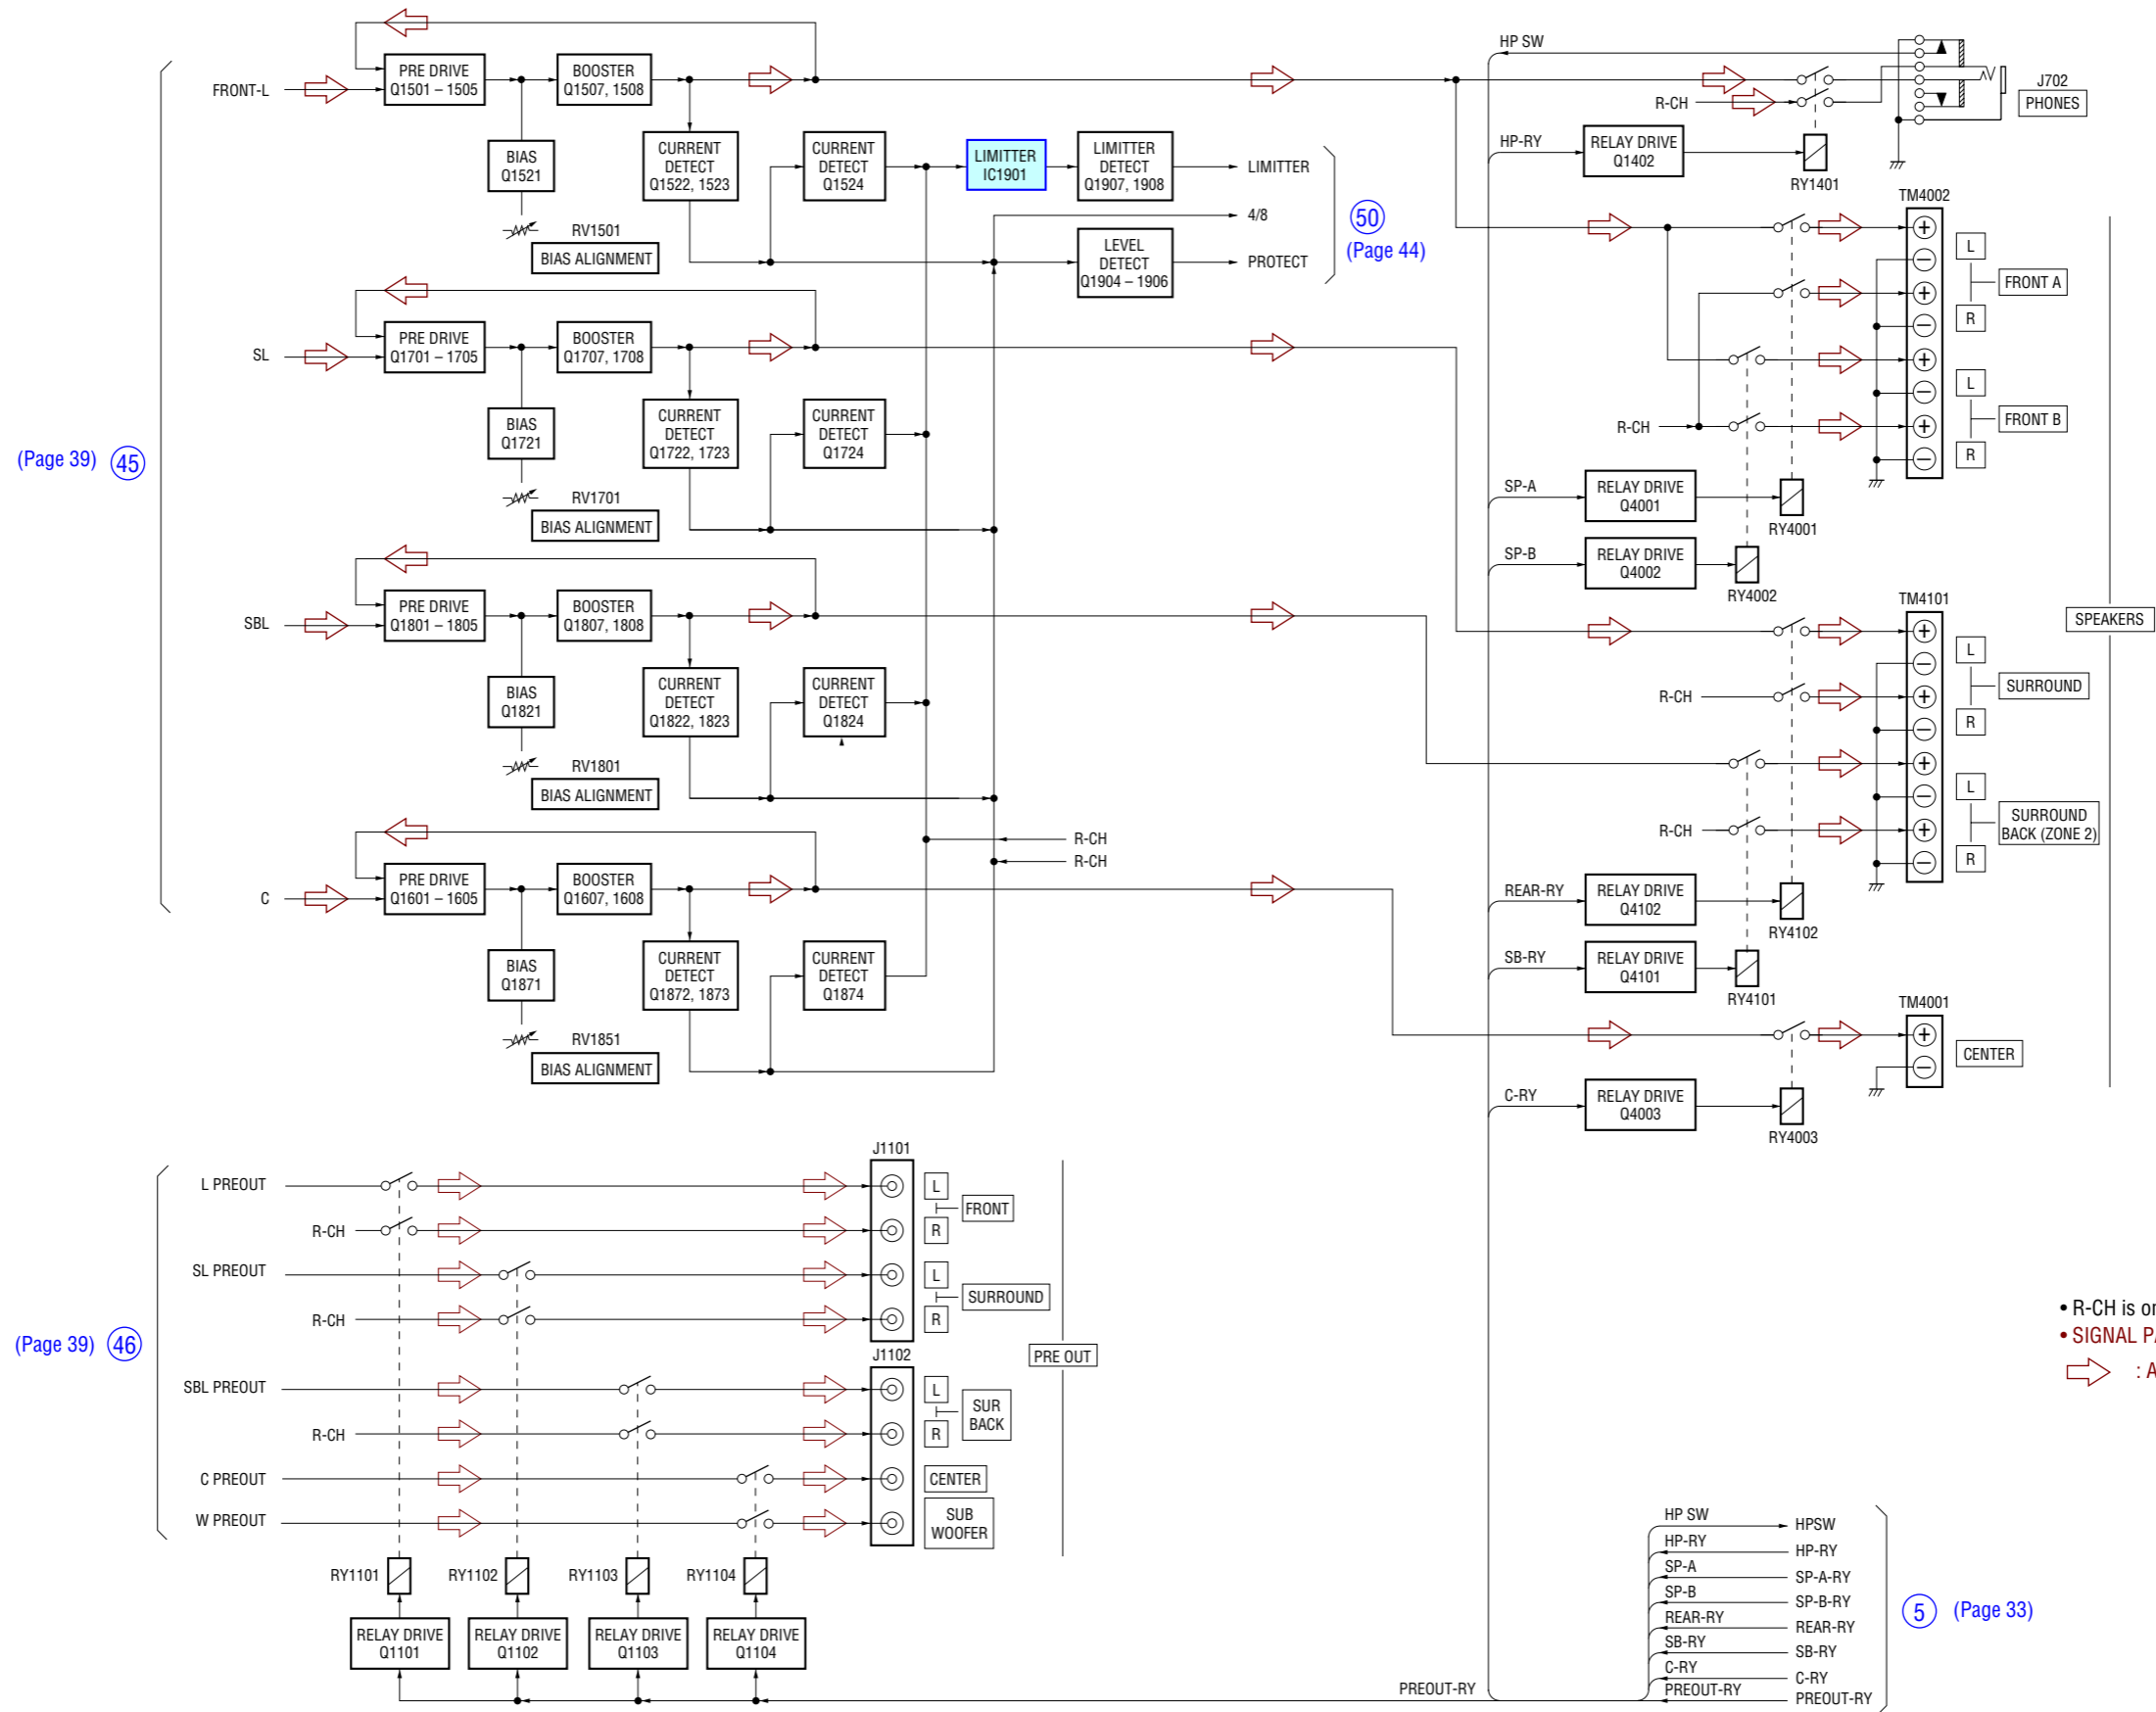 HP SW
FRONT-L
PRE DRIVE
Q1501 – 1505
BOOSTER
Q1507, 1508
R-CH
J702
PHONES
BIAS
Q1521
CURRENT
DETECT
Q1522, 1523
CURRENT
DETECT
Q1524
LIMITTER
IC1901
LIMITTER
DETECT
Q1907, 1908
LIMITTER
HP-RY
RELAY DRIVE
Q1402
RY1401
RV1501
BIAS ALIGNMENT
4/8
LEVEL
DETECT
Q1904 – 1906
PROTECT
50
(Page 44)
TM4002
L
FRONT A
R
L
FRONT B
R
R-CH
SL
PRE DRIVE
Q1701 – 1705
BOOSTER
Q1707, 1708
BIAS
Q1721
CURRENT
DETECT
Q1722, 1723
CURRENT
DETECT
Q1724
(Page 39) 45
RV1701
BIAS ALIGNMENT
SP-A
RELAY DRIVE
Q4001
RY4001
SP-B
RELAY DRIVE
Q4002
RY4002
SBL
PRE DRIVE
Q1801 – 1805
BOOSTER
Q1807, 1808
TM4101
SPEAKERS
BIAS
Q1821
CURRENT
DETECT
Q1822, 1823
CURRENT
DETECT
Q1824
R-CH
L
SURROUND
R
RV1801
BIAS ALIGNMENT
L
SURROUND
BACK (ZONE 2)
R
R-CH
R-CH
R-CH
C
PRE DRIVE
Q1601 – 1605
BOOSTER
Q1607, 1608
REAR-RY
RELAY DRIVE
Q4102
RY4102
BIAS
Q1871
CURRENT
DETECT
Q1872, 1873
CURRENT
DETECT
Q1874
SB-RY
RELAY DRIVE
Q4101
RY4101
RV1851
BIAS ALIGNMENT
TM4001
CENTER
C-RY
RELAY DRIVE
Q4003
RY4003
J1101
L PREOUT
L
FRONT
R-CH
R
SL PREOUT
L
SURROUND
R-CH
R
(Page 39) 46
PRE OUT
J1102
SBL PREOUT
L
SUR
BACK
R-CH
R
C PREOUT
CENTER
W PREOUT
SUB
WOOFER
• R-CH is
• SIGNAL
: A
RY1101
RY1102
RY1103
RY1104
RELAY DRIVE
Q1101
RELAY DRIVE
Q1102
RELAY DRIVE
Q1103
RELAY DRIVE
Q1104
PREOUT-RY
HP SW
HPSW
HP-RY
HP-RY
SP-A
SP-A-RY
SP-B
SP-B-RY
REAR-RY
REAR-RY
SB-RY
SB-RY
C-RY
C-RY
PREOUT-RY
PREOUT-RY
5 (Page 33)